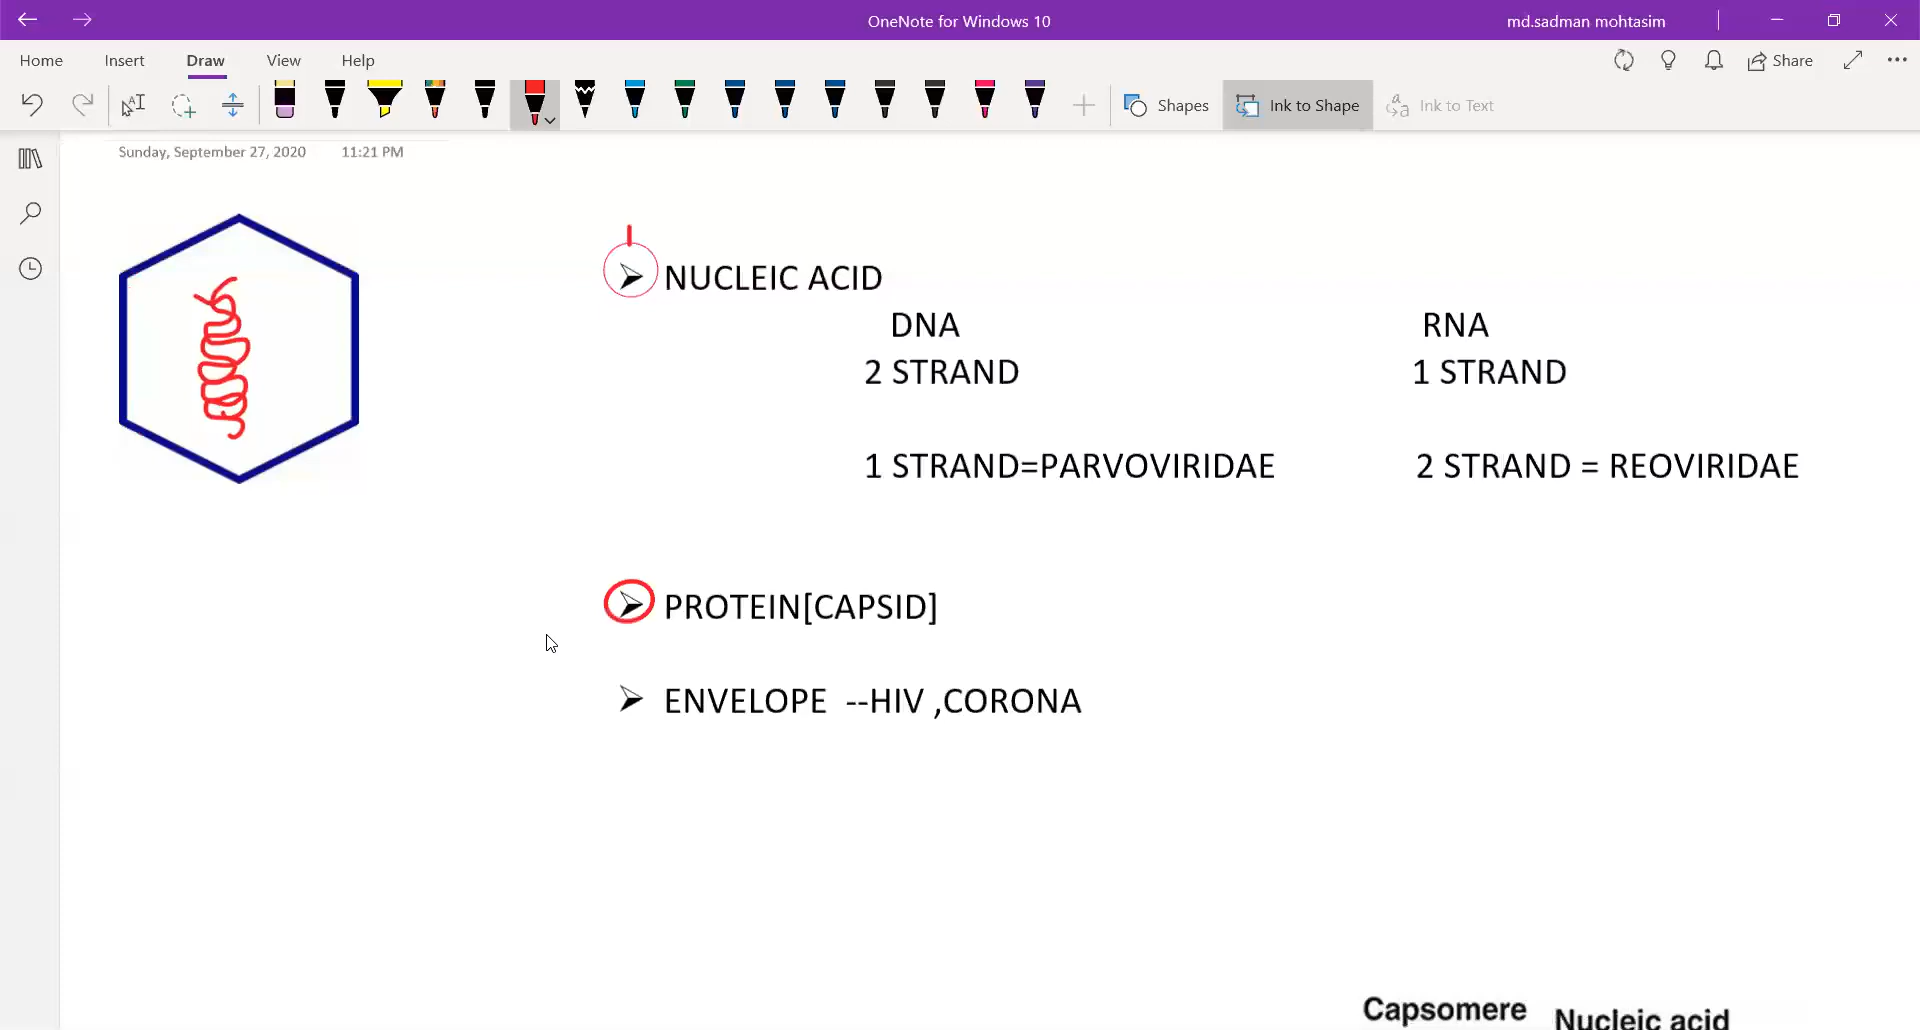 OneNote for Windows 10
md.sadman mohtasim
Home Insert Draw View Help
Share
Shapes Ink to Shape Ink to Text
Sunday, September 27, 2020 11:21 PM
NUCLEIC ACID
DNA RNA
2 STRAND 1 STRAND
1 STRAND=PARVOVIRIDAE 2 STRAND = REOVIRIDAE
PROTEIN[CAPSID]
ENVELOPE --HIV ,CORONA
Capsomere Nucleic acid